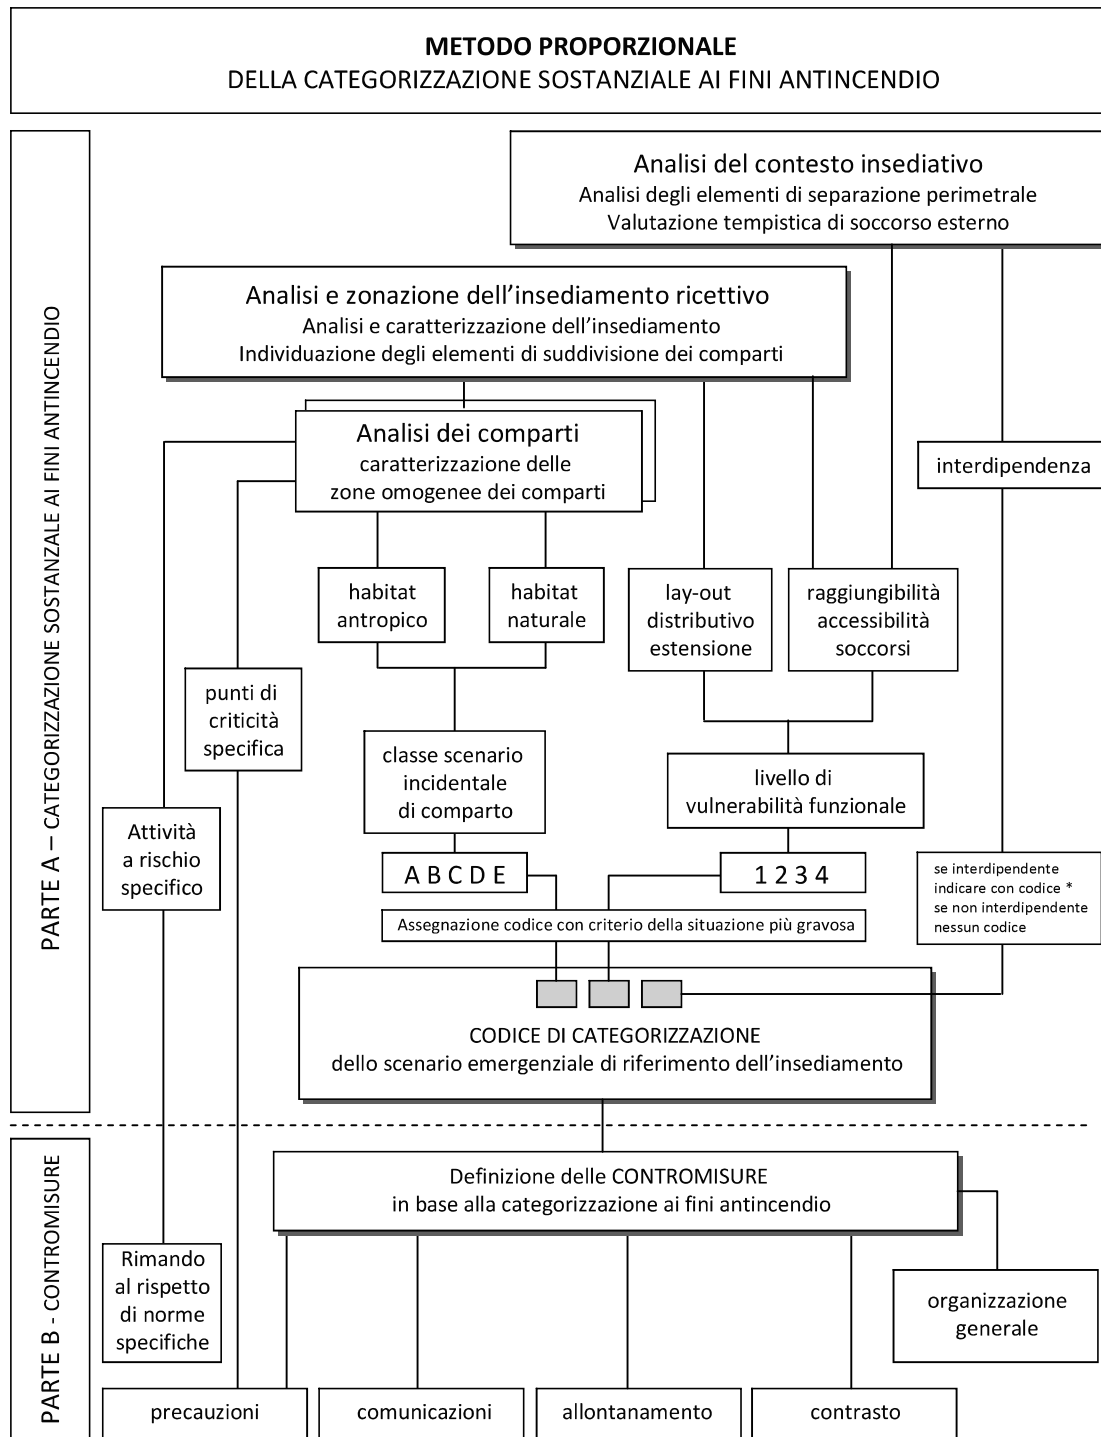 METODO PROPORZIONALE
DELLA CATEGORIZZAZIONE SOSTANZIALE AI FINI ANTINCENDIO
PARTE A – CATEGORIZZAZIONE SOSTANZALE AI FINI ANTINCENDIO
Analisi del contesto insediativo
Analisi degli elementi di separazione perimetrale
Valutazione tempistica di soccorso esterno
Analisi e zonazione dell'insediamento ricettivo
Analisi e caratterizzazione dell'insediamento
Individuazione degli elementi di suddivisione dei comparti
Analisi dei comparti
caratterizzazione delle
zone omogenee dei comparti
interdipendenza
habitat
antropico
habitat
naturale
lay-out
distributivo
estensione
raggiungibilità
accessibilità
soccorsi
punti di
criticità
specifica
classe scenario
incidentale
di comparto
livello di
vulnerabilità funzionale
Attività
a rischio
specifico
A B C D E
1 2 3 4
se interdipendente
indicare con codice *
se non interdipendente
nessun codice
Assegnazione codice con criterio della situazione più gravosa
CODICE DI CATEGORIZZAZIONE
dello scenario emergenziale di riferimento dell'insediamento
PARTE B - CONTROMISURE
Definizione delle CONTROMISURE
in base alla categorizzazione ai fini antincendio
Rimando
al rispetto
di norme
specifiche
organizzazione
generale
precauzioni
comunicazioni
allontanamento
contrasto